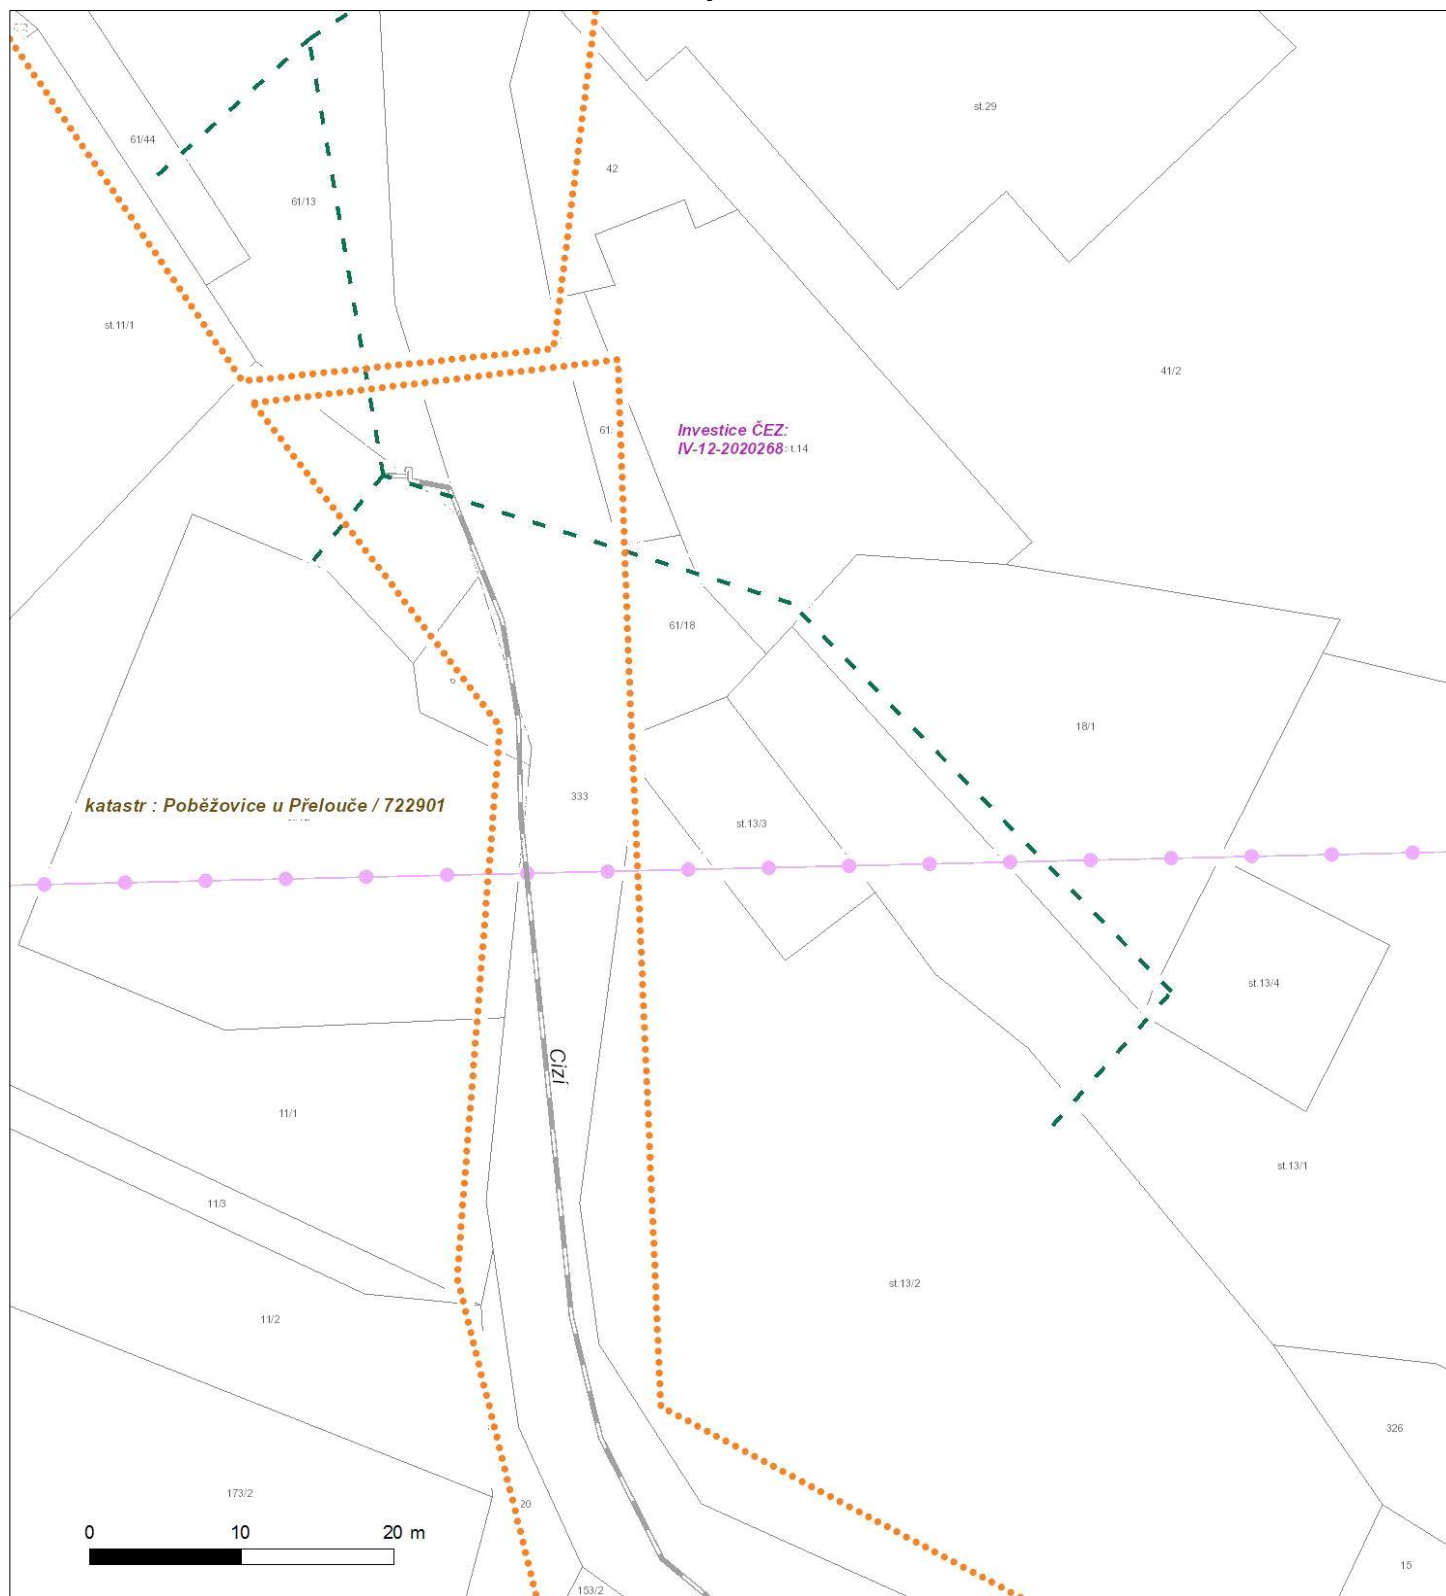 st.29
61/44
42
61/13
st.11/1
41/2
Investice ČEZ:
IV-12-2020268
t.14
61/18
18/1
katastr : Poběžovice u Přelouče / 722901
333
st.13/3
st.13/4
Cizí
11/1
st.13/1
11/3
st.13/2
11/2
326
173/2
20
0 10 20 m
15
153/2